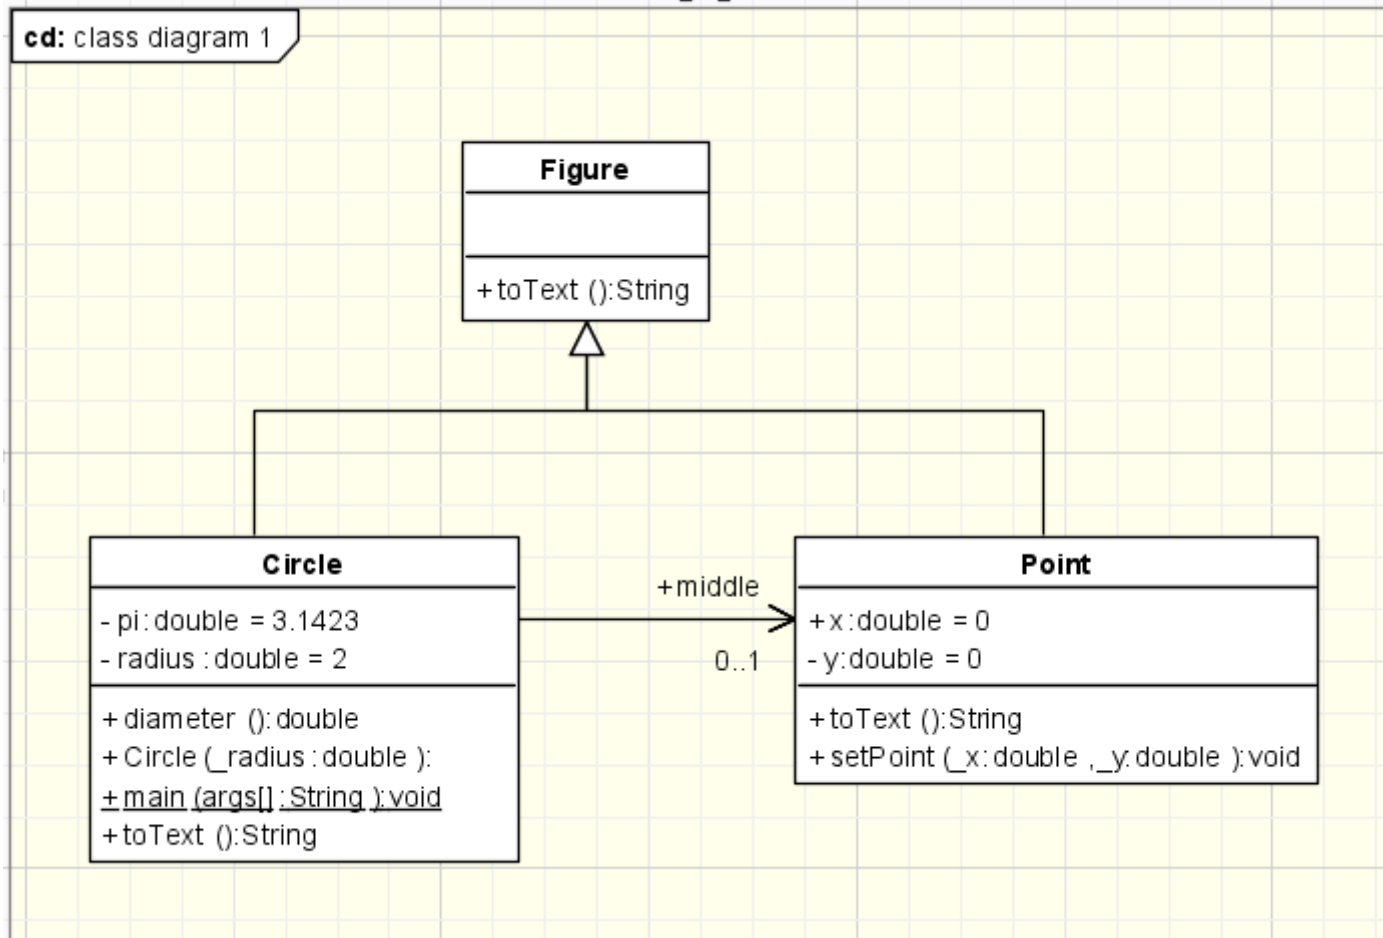 cd: class diagram 1
Figure
+toText ():String
Circle
- pi:double = 3.1423
- radius :double = 2
+diameter ():double
+Circle (_radius :double ):
+main (args[] :String ):void
+toText ():String
+middle
0..1
Point
+x:double = 0
- y:double = 0
+toText ():String
+setPoint (_x:double ,_y:double ):void